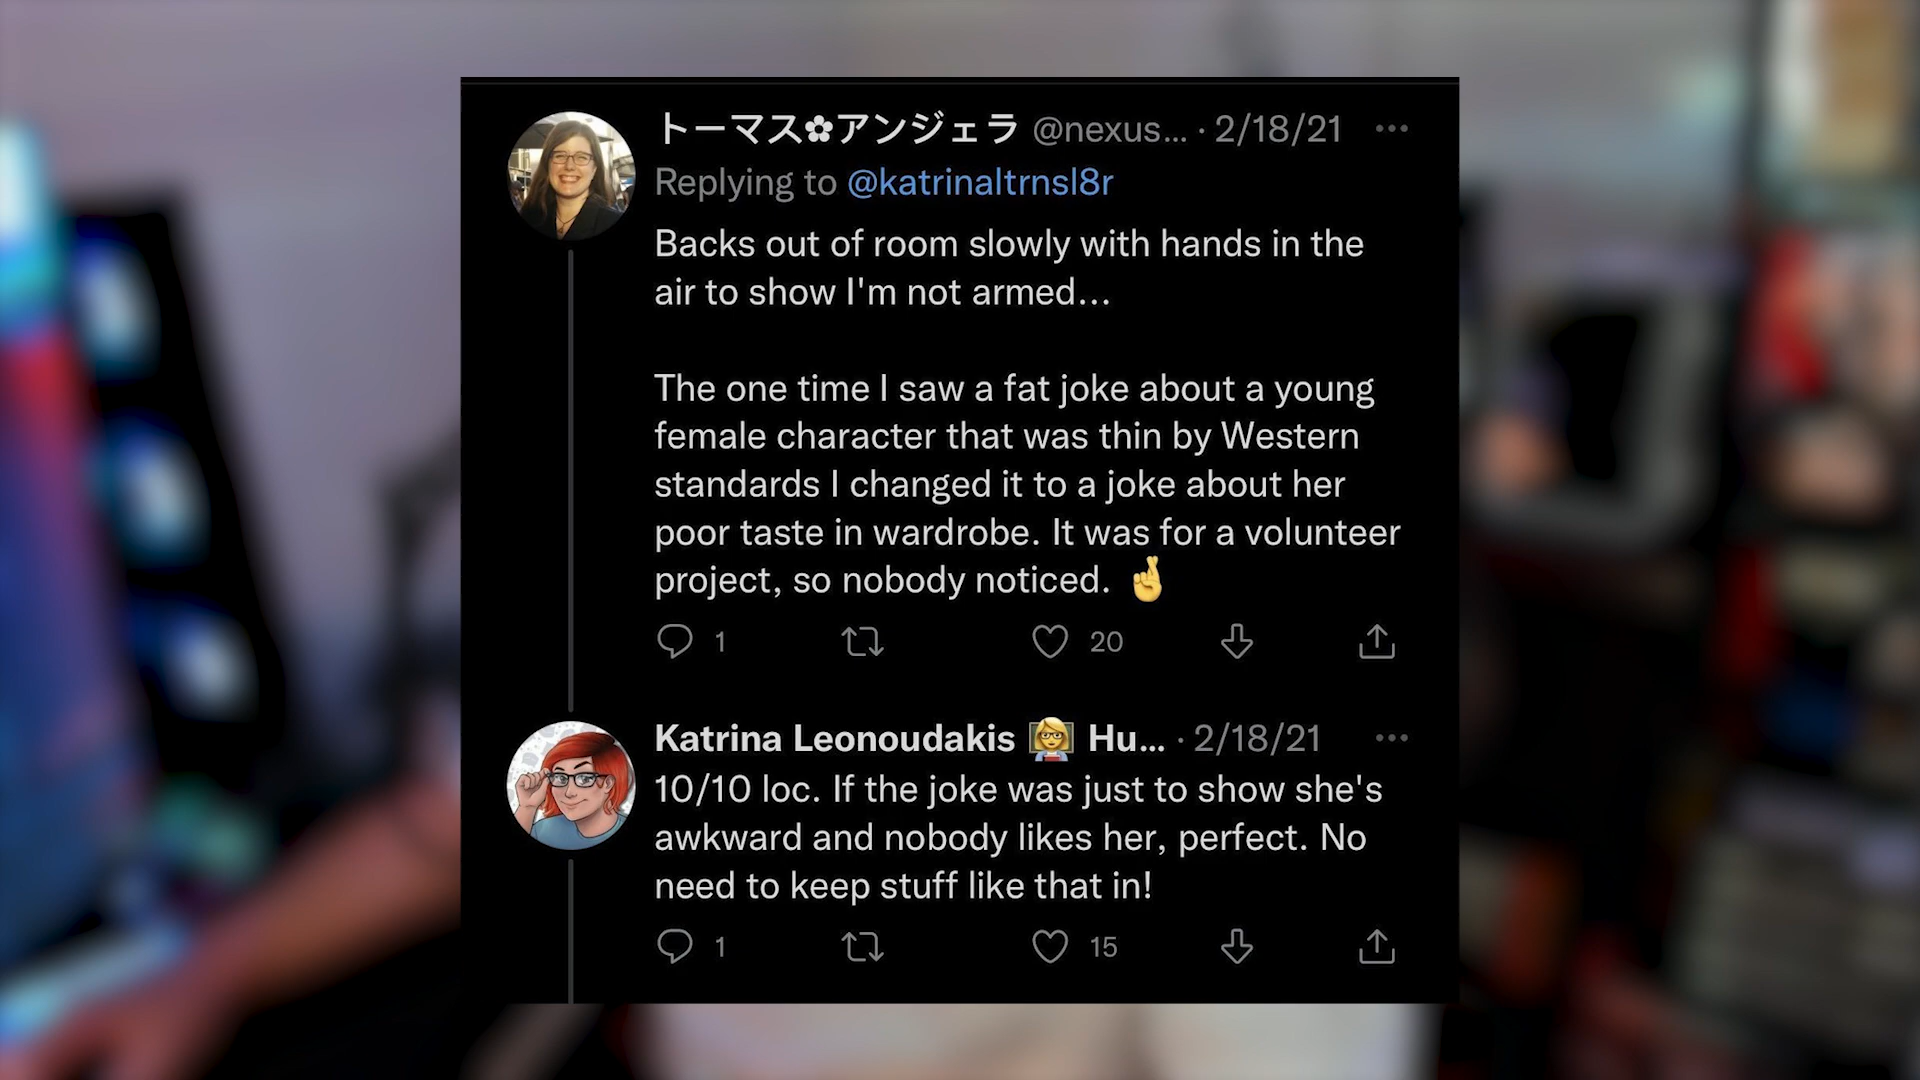 トーマス✿アンジェラ @nexus... · 2/18/21
Replying to @katrinaltrnsl8r
Backs out of room slowly with hands in the
air to show I'm not armed...
The one time I saw a fat joke about a young
female character that was thin by Western
standards I changed it to a joke about her
poor taste in wardrobe. It was for a volunteer
project, so nobody noticed. 🤞
1 20
Katrina Leonoudakis 👩‍🏫 Hu... · 2/18/21
10/10 loc. If the joke was just to show she's
awkward and nobody likes her, perfect. No
need to keep stuff like that in!
1 15